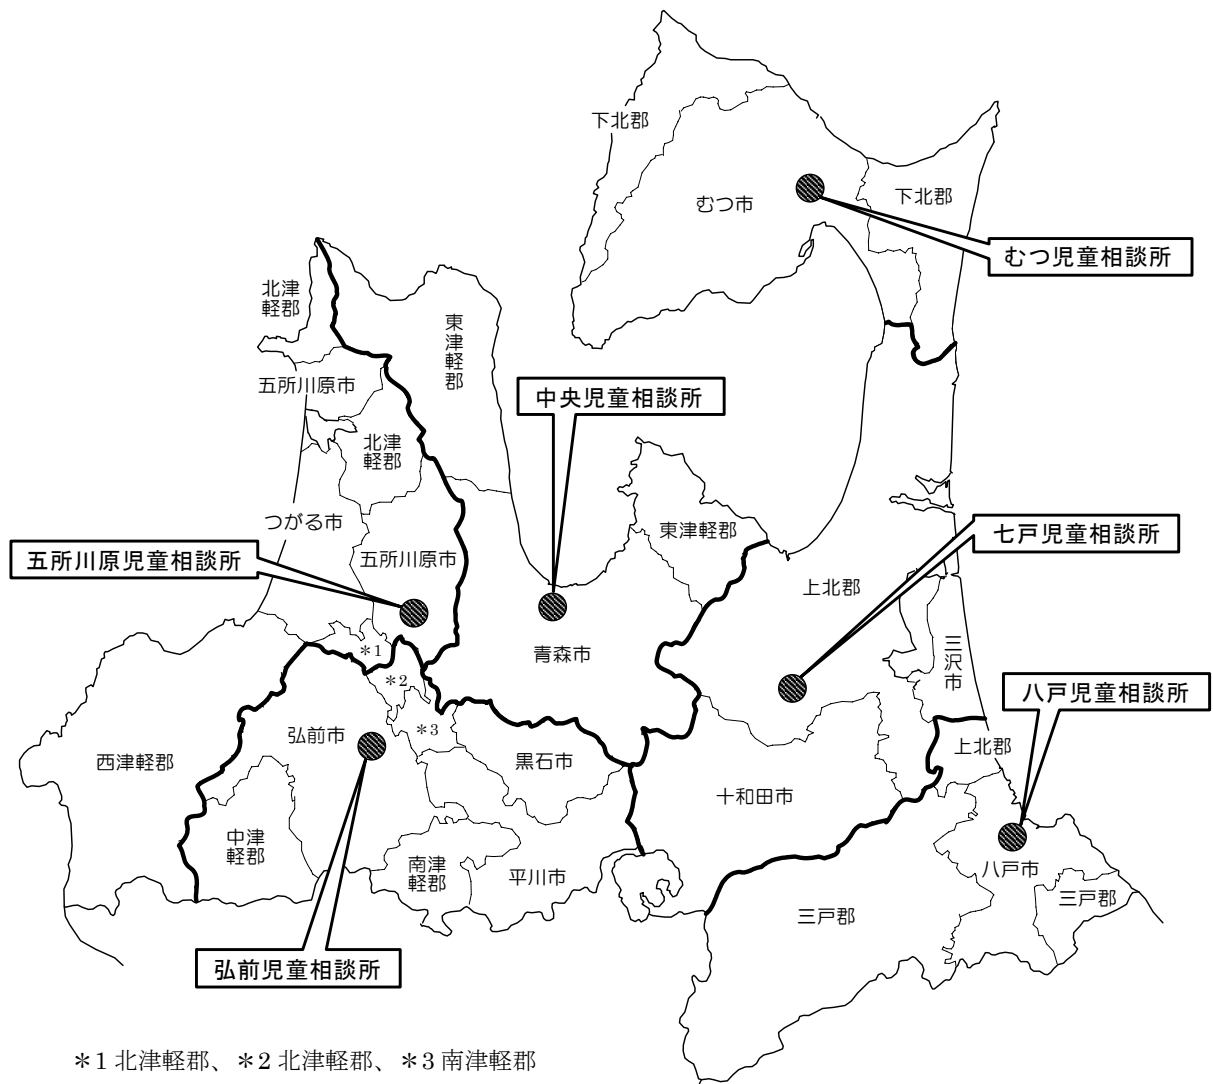 下北郡
むつ市
下北郡
むつ児童相談所
北津
軽郡
東津軽郡
五所川原市
中央児童相談所
北津
軽郡
つがる市
東津軽郡
七戸児童相談所
五所川原児童相談所
五所川原市
上北郡
青森市
三沢市
*1
*2
八戸児童相談所
*3
弘前市
上北郡
西津軽郡
黒石市
十和田市
中津
軽郡
南津
軽郡
平川市
八戸市
三戸郡
三戸郡
弘前児童相談所
*1 北津軽郡、*2 北津軽郡、*3 南津軽郡